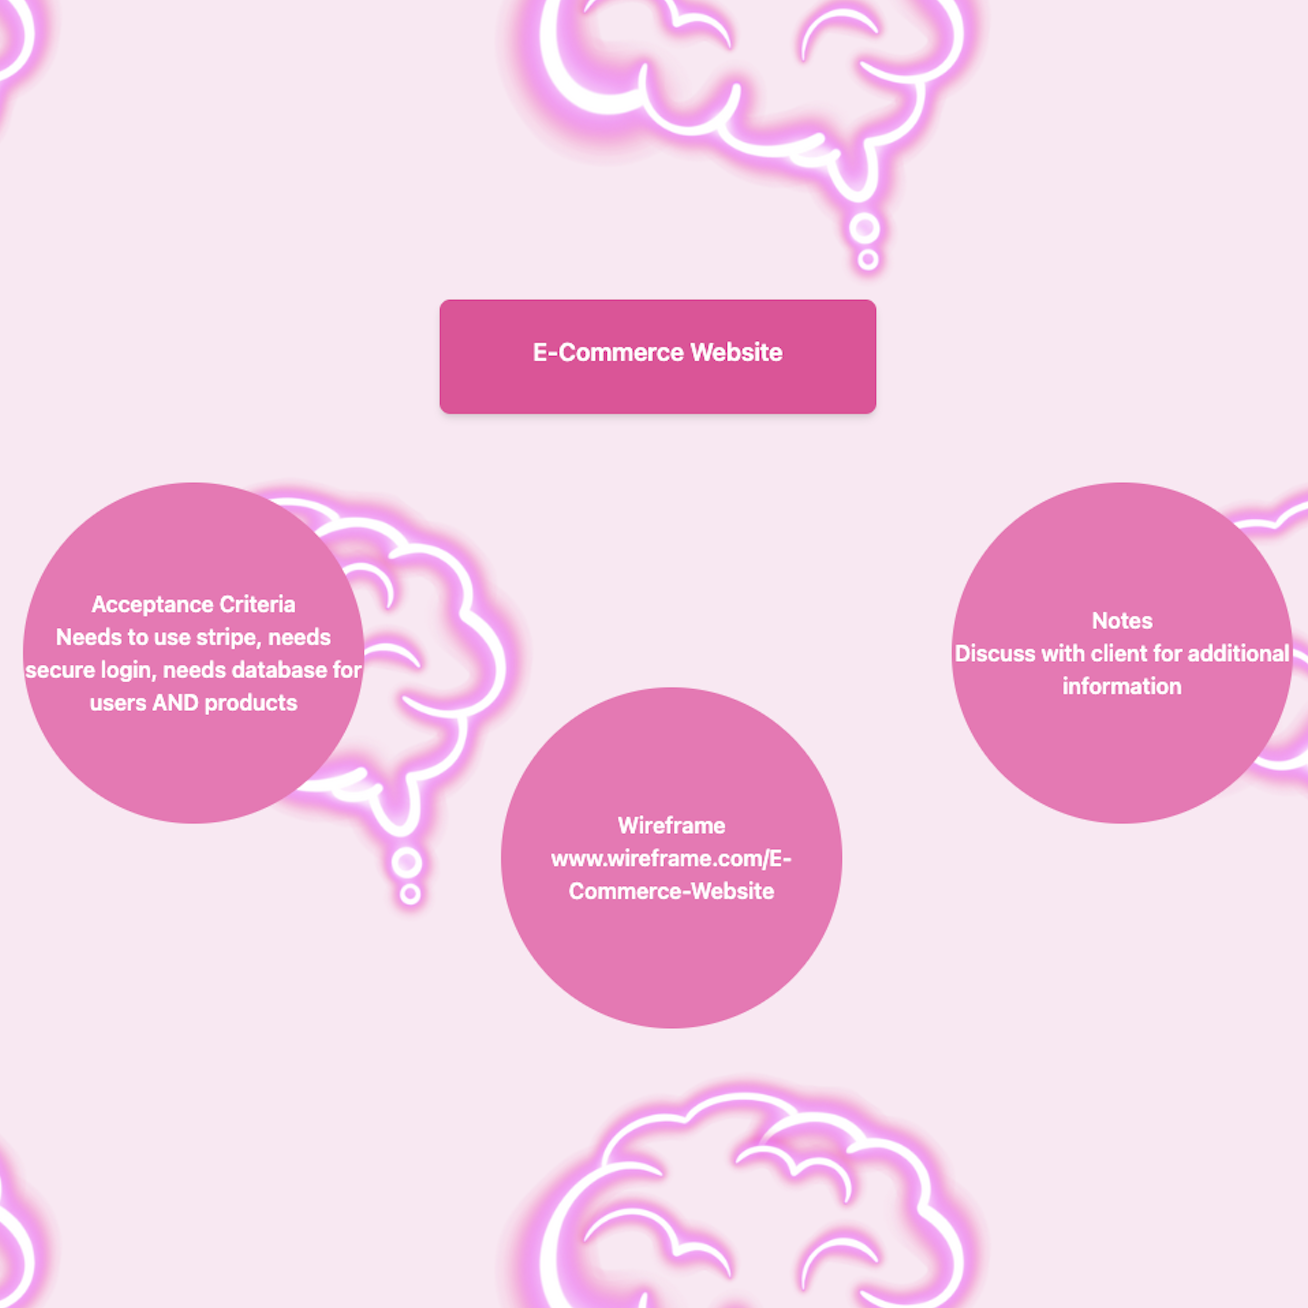 E-Commerce Website
Acceptance Criteria
Needs to use stripe, needs
secure login, needs database for
users AND products
Notes
Discuss with client for additional
information
Wireframe
www.wireframe.com/E-
Commerce-Website